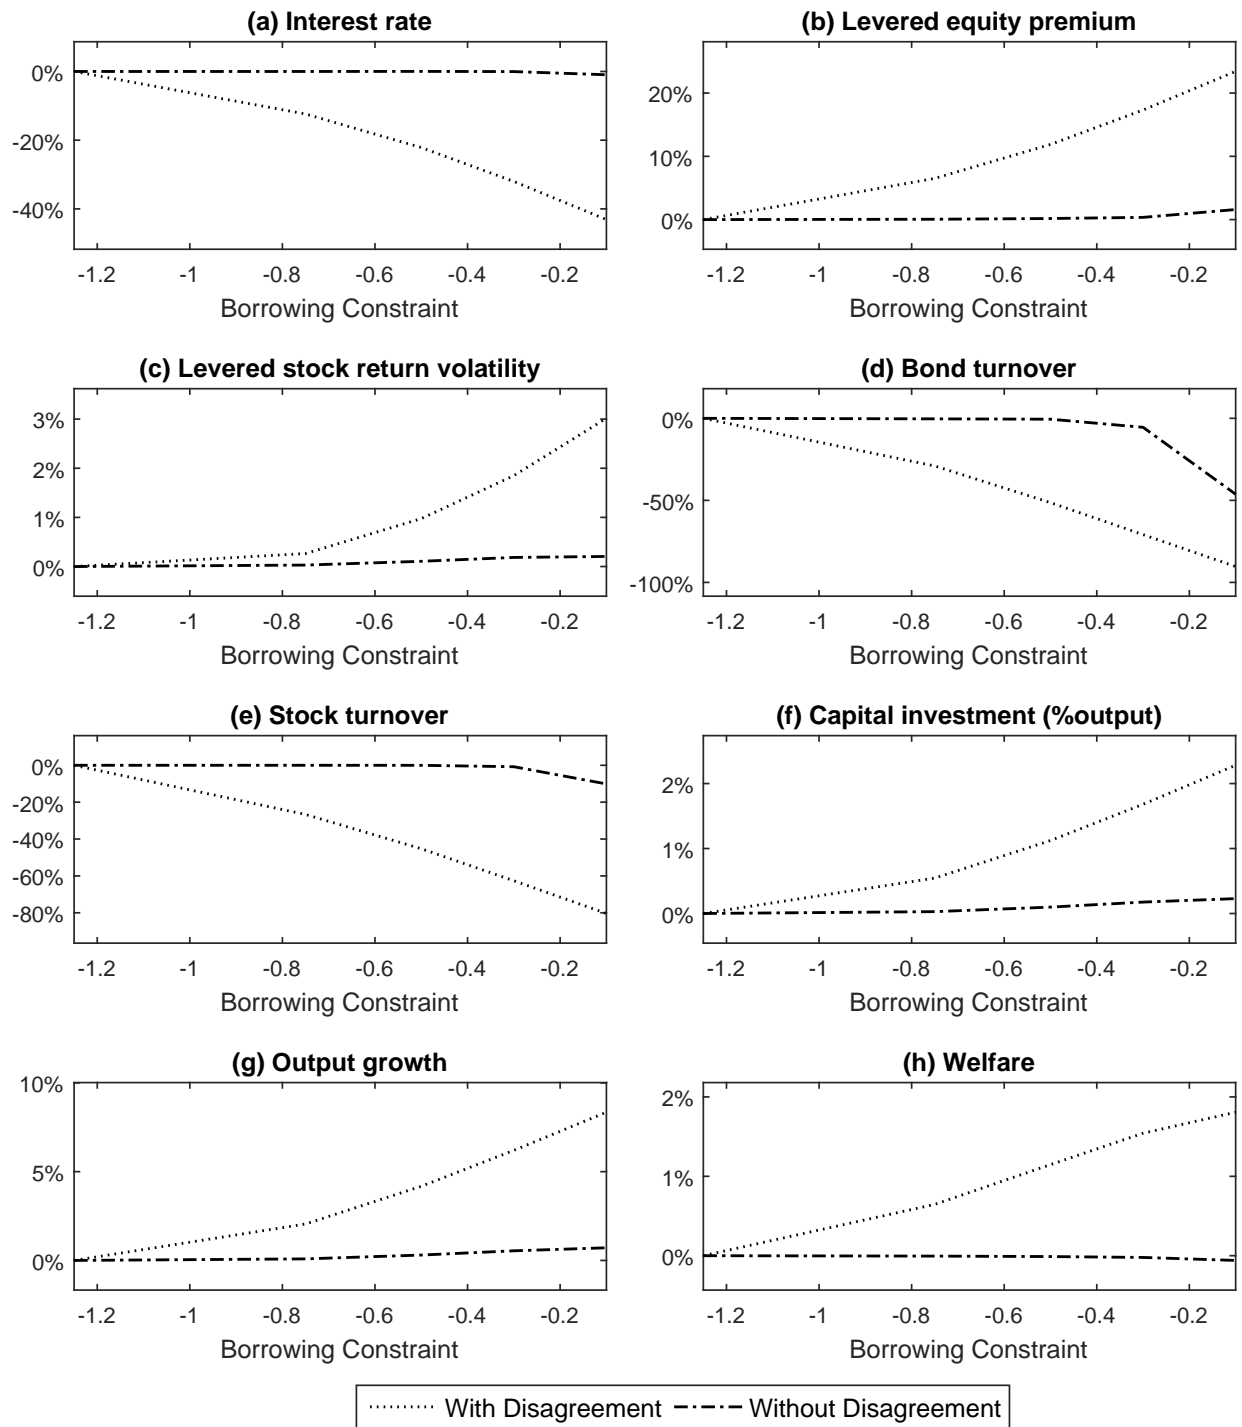 (a) Interest rate
0%
-20%
-40%
-1.2 -1 -0.8 -0.6 -0.4 -0.2
Borrowing Constraint
(b) Levered equity premium
20%
10%
0%
-1.2 -1 -0.8 -0.6 -0.4 -0.2
Borrowing Constraint
(c) Levered stock return volatility
3%
2%
1%
0%
-1.2 -1 -0.8 -0.6 -0.4 -0.2
Borrowing Constraint
(d) Bond turnover
0%
-50%
-100%
-1.2 -1 -0.8 -0.6 -0.4 -0.2
Borrowing Constraint
(e) Stock turnover
0%
-20%
-40%
-60%
-80%
-1.2 -1 -0.8 -0.6 -0.4 -0.2
Borrowing Constraint
(f) Capital investment (%output)
2%
1%
0%
-1.2 -1 -0.8 -0.6 -0.4 -0.2
Borrowing Constraint
(g) Output growth
10%
5%
0%
-1.2 -1 -0.8 -0.6 -0.4 -0.2
Borrowing Constraint
(h) Welfare
2%
1%
0%
-1.2 -1 -0.8 -0.6 -0.4 -0.2
Borrowing Constraint
With Disagreement Without Disagreement